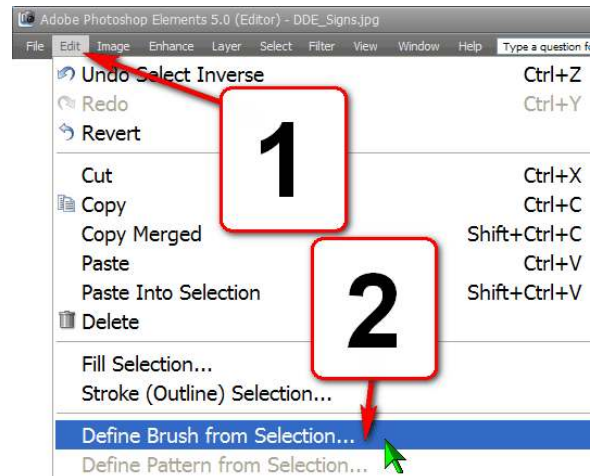 Adobe Photoshop Elements 5.0 (Editor) - DDE_Signs.jpg
File Edit Image Enhance Layer Select Filter View Window Help Type a question fo
Undo Select Inverse Ctrl+Z
Redo Ctrl+Y
Revert
1
Cut Ctrl+X
Copy Ctrl+C
Copy Merged Shift+Ctrl+C
Paste Ctrl+V
Paste Into Selection Shift+Ctrl+V
2
Delete
Fill Selection...
Stroke (Outline) Selection...
Define Brush from Selection...
Define Pattern from Selection...